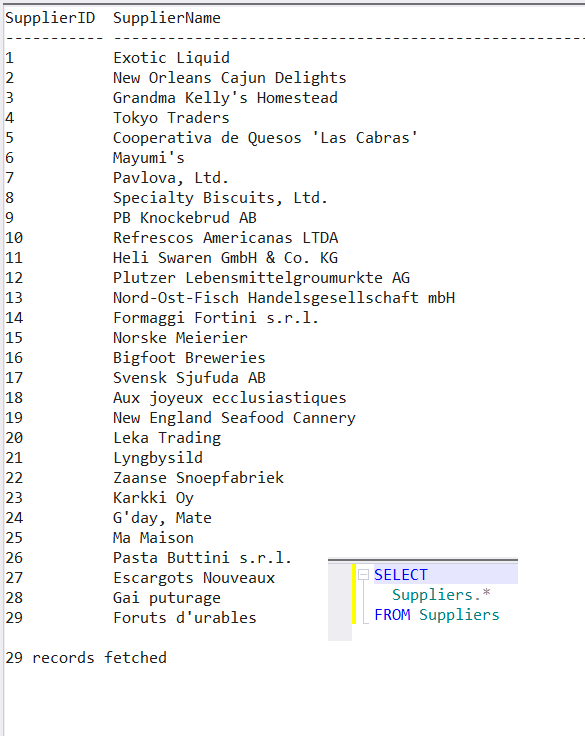 SupplierID SupplierName
----------- -----------------------------------------------------
1 Exotic Liquid
2 New Orleans Cajun Delights
3 Grandma Kelly's Homestead
4 Tokyo Traders
5 Cooperativa de Quesos 'Las Cabras'
6 Mayumi's
7 Pavlova, Ltd.
8 Specialty Biscuits, Ltd.
9 PB Knockebrud AB
10 Refrescos Americanas LTDA
11 Heli Swaren GmbH & Co. KG
12 Plutzer Lebensmittelgroumurkte AG
13 Nord-Ost-Fisch Handelsgesellschaft mbH
14 Formaggi Fortini s.r.l.
15 Norske Meierier
16 Bigfoot Breweries
17 Svensk Sjufuda AB
18 Aux joyeux ecclusiastiques
19 New England Seafood Cannery
20 Leka Trading
21 Lyngbysild
22 Zaanse Snoepfabriek
23 Karkki Oy
24 G'day, Mate
25 Ma Maison
26 Pasta Buttini s.r.l.
27 Escargots Nouveaux
28 Gai puturage
29 Foruts d'urables
29 records fetched
SELECT
Suppliers.*
FROM Suppliers